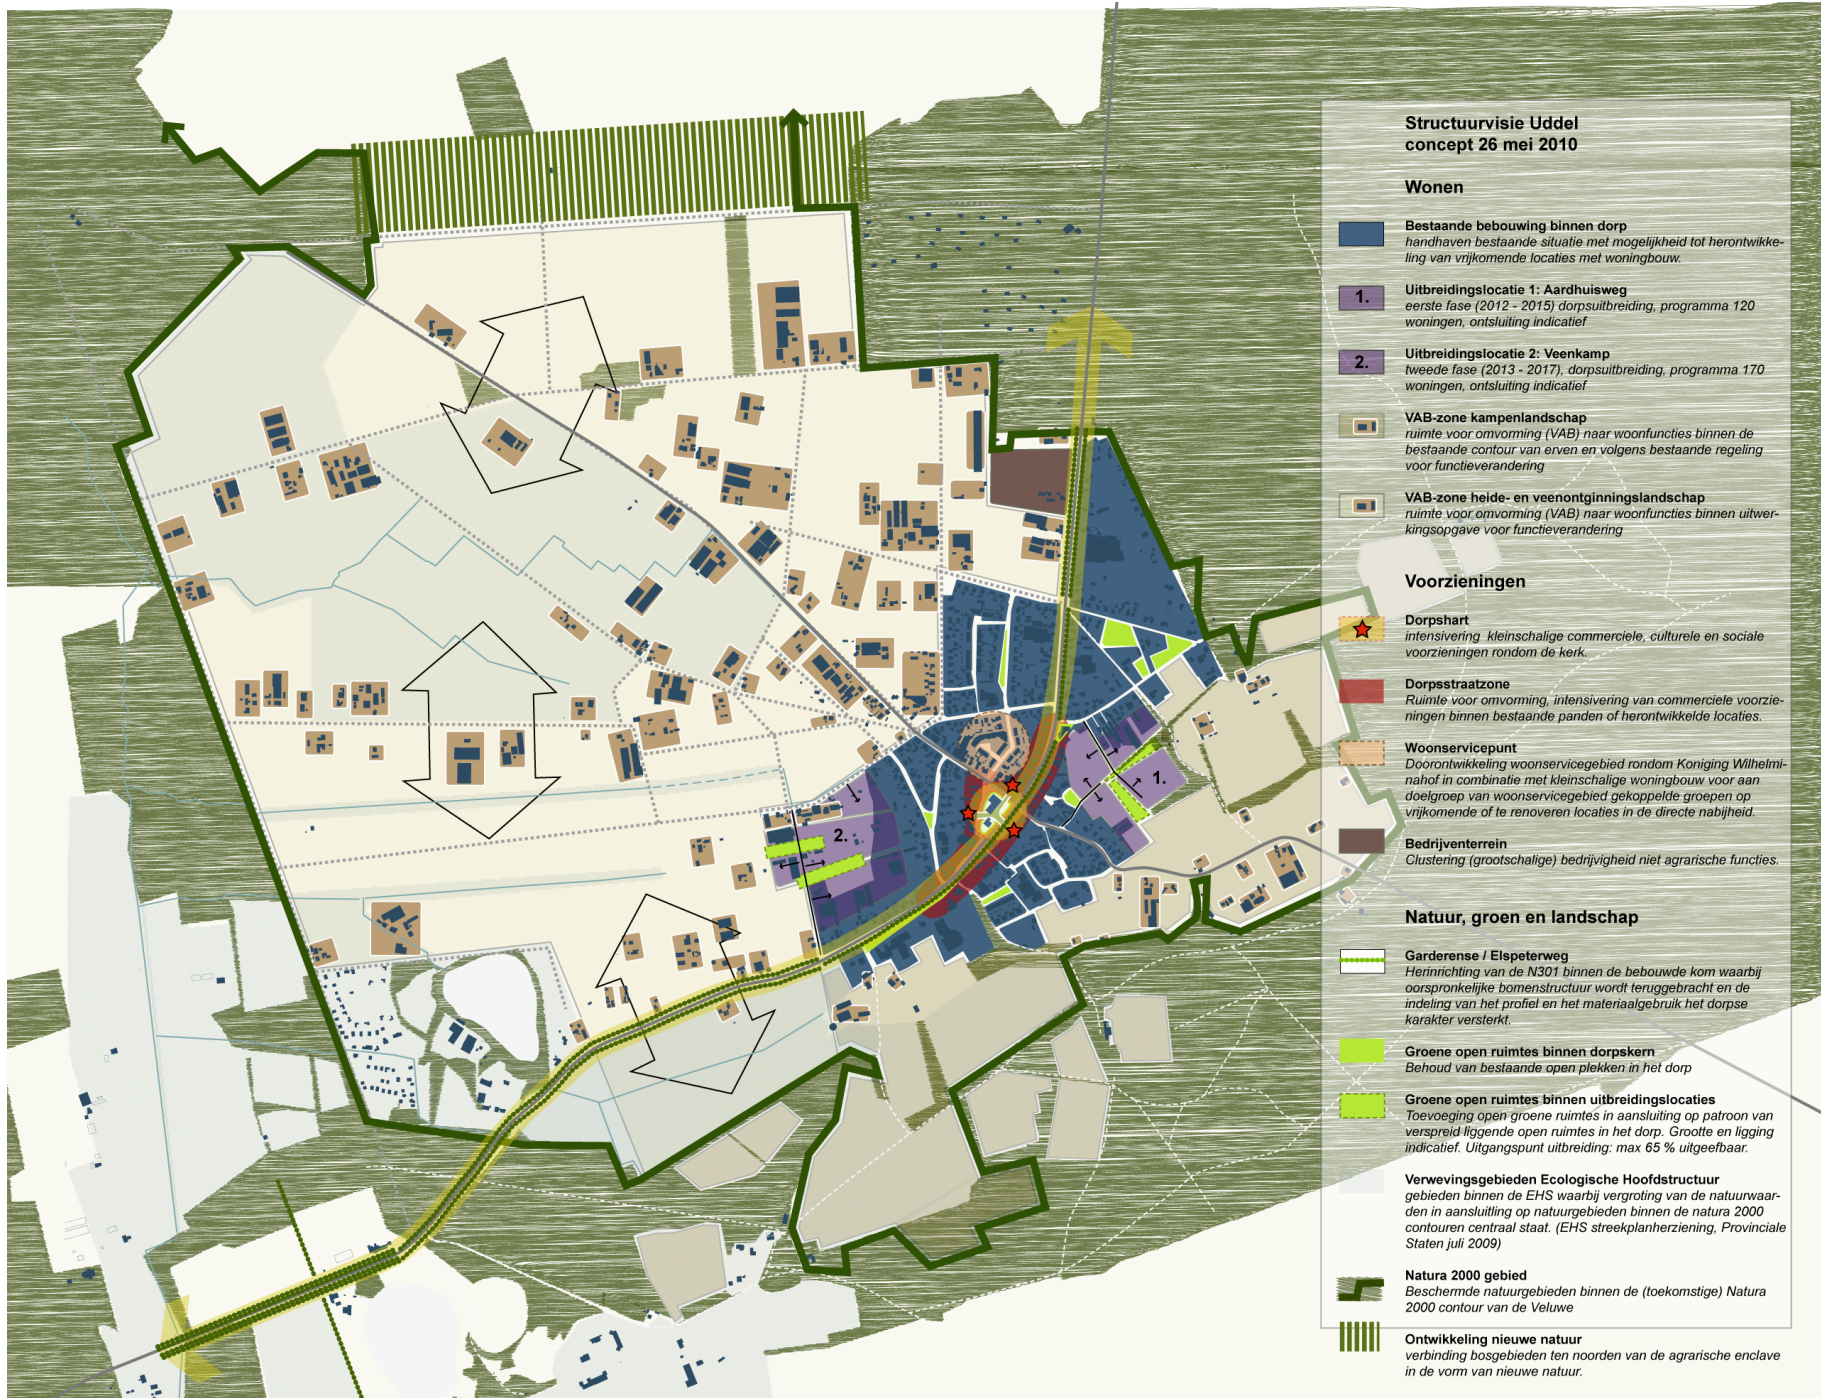 Structuurvisie Uddel
concept 26 mei 2010
Wonen
Bestaande bebouwing binnen dorp
handhaven bestaande situatie met mogelijkheid tot herontwikke-
ling van vrijkomende locaties met woningbouw.
1.
Uitbreidingslocatie 1: Aardhuisweg
eerste fase (2012 - 2015) dorpsuitbreiding, programma 120
woningen, ontsluiting indicatief
2.
Uitbreidingslocatie 2: Veenkamp
tweede fase (2013 - 2017), dorpsuitbreiding, programma 170
woningen, ontsluiting indicatief
VAB-zone kampenlandschap
ruimte voor omvorming (VAB) naar woonfuncties binnen de
bestaande contour van erven en volgens bestaande regeling
voor functieverandering
VAB-zone heide- en veenontginningslandschap
ruimte voor omvorming (VAB) naar woonfuncties binnen uitwer-
kingsopgave voor functieverandering
Voorzieningen
Dorpshart
intensivering kleinschalige commerciele, culturele en sociale
voorzieningen rondom de kerk.
Dorpsstraatzone
Ruimte voor omvorming, intensivering van commerciele voorzie-
ningen binnen bestaande panden of herontwikkelde locaties.
Woonservicepunt
Doorontwikkeling woonservicegebied rondom Koniging Wilhelmi-
nahof in combinatie met kleinschalige woningbouw voor aan
doelgroep van woonservicegebied gekoppelde groepen op
vrijkomende of te renoveren locaties in de directe nabijheid.
Bedrijventerrein
Clustering (grootschalige) bedrijvigheid niet agrarische functies.
Natuur, groen en landschap
Garderense / Elspeterweg
Herinrichting van de N301 binnen de bebouwde kom waarbij
oorspronkelijke bomenstructuur wordt teruggebracht en de
indeling van het profiel en het materiaalgebruik het dorpse
karakter versterkt.
Groene open ruimtes binnen dorpskern
Behoud van bestaande open plekken in het dorp
Groene open ruimtes binnen uitbreidingslocaties
Toevoeging open groene ruimtes in aansluiting op patroon van
verspreid liggende open ruimtes in het dorp. Grootte en ligging
indicatief. Uitgangspunt uitbreiding: max 65 % uitgeefbaar.
Verwevingsgebieden Ecologische Hoofdstructuur
gebieden binnen de EHS waarbij vergroting van de natuurwaar-
den in aansluiting op natuurgebieden binnen de natura 2000
contouren centraal staat. (EHS streekplanherziening, Provinciale
Staten juli 2009)
Natura 2000 gebied
Beschermde natuurgebieden binnen de (toekomstige) Natura
2000 contour van de Veluwe
Ontwikkeling nieuwe natuur
verbinding bosgebieden ten noorden van de agrarische enclave
in de vorm van nieuwe natuur.
1.
2.